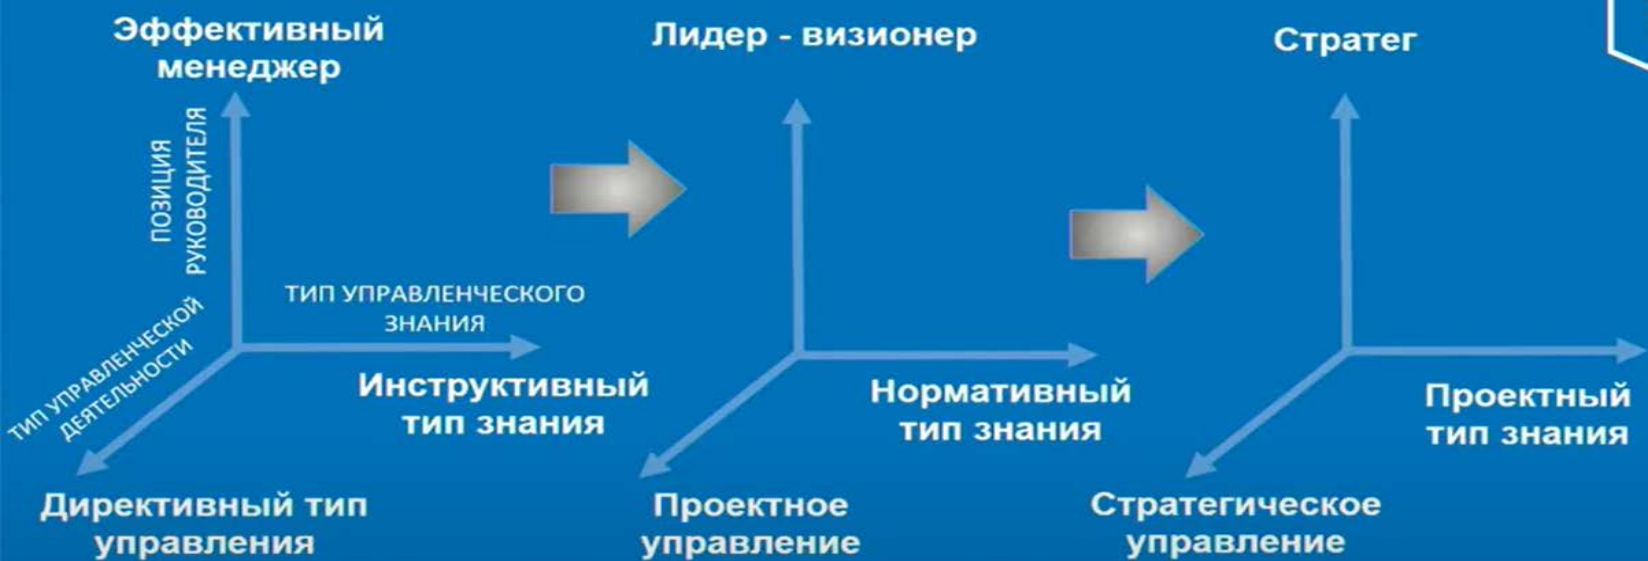 Эффективный
менеджер
ПОЗИЦИЯ
РУКОВОДИТЕЛЯ
ТИП УПРАВЛЕНЧЕСКОГО
ЗНАНИЯ
ТИП УПРАВЛЕНЧЕСКОЙ
ДЕЯТЕЛЬНОСТИ
Инструктивный
тип знания
Директивный тип
управления
Лидер - визионер
Нормативный
тип знания
Проектное
управление
Стратег
Проектный
тип знания
Стратегическое
управление